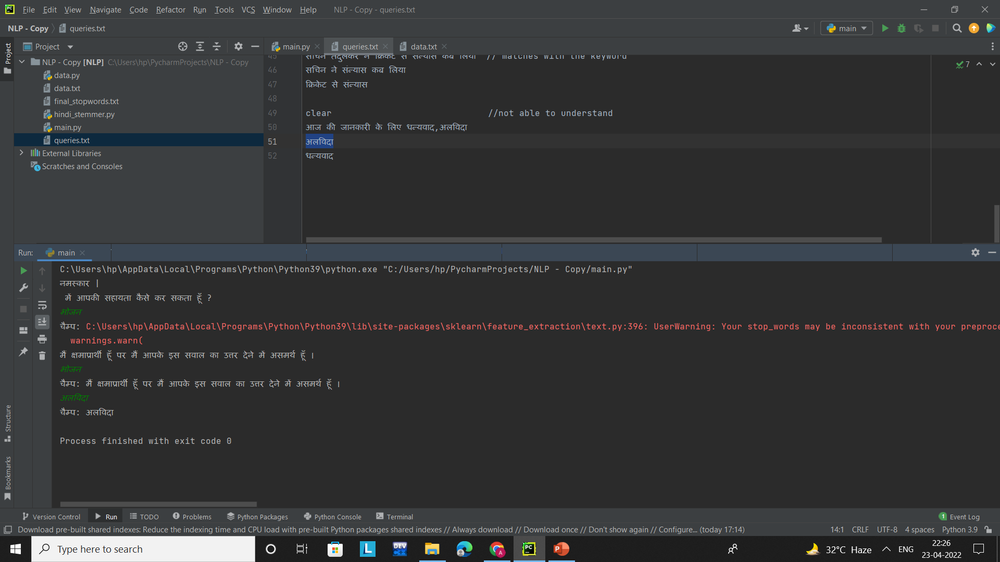 File Edit View Navigate Code Refactor Run Tools VCS Window Help NLP - Copy - queries.txt
NLP - Copy queries.txt
main
Project
main.py queries.txt data.txt
Project
NLP - Copy [NLP] C:\Users\hp\PycharmProjects\NLP - Copy
data.py
data.txt
final_stopwords.txt
hindi_stemmer.py
main.py
queries.txt
External Libraries
Scratches and Consoles
45 सचिन तेंदुलकर ने क्रिकेट से संन्यास कब लिया // matches with the keyword
46 सचिन ने संन्यास कब लिया
47 क्रिकेट से संन्यास
48
49 clear //not able to understand
50 आज की जानकारी के लिए धन्यवाद,अलविदा
51 अलविदा
52 धन्यवाद
7
Run: main
C:\Users\hp\AppData\Local\Programs\Python\Python39\python.exe "C:/Users/hp/PycharmProjects/NLP - Copy/main.py"
नमस्कार |
में आपकी सहायता कैसे कर सकता हूँ ?
भोजन
चैम्प: C:\Users\hp\AppData\Local\Programs\Python\Python39\lib\site-packages\sklearn\feature_extraction\text.py:396: UserWarning: Your stop_words may be inconsistent with your preproce
warnings.warn(
मैं क्षमाप्रार्थी हूँ पर मैं आपके इस सवाल का उत्तर देने में असमर्थ हूँ ।
भोजन
चैम्प: मैं क्षमाप्रार्थी हूँ पर मैं आपके इस सवाल का उत्तर देने में असमर्थ हूँ ।
अलविदा
चैम्प: अलविदा
Process finished with exit code 0
Structure
Bookmarks
Version Control Run TODO Problems Python Packages Python Console Terminal 1 Event Log
Download pre-built shared indexes: Reduce the indexing time and CPU load with pre-built Python packages shared indexes // Always download // Download once // Don't show again // Configure... (today 17:14) 14:1 CRLF UTF-8 4 spaces Python 3.9
Type here to search
L
DEV C++
A
PC
P
32°C Haze
ENG
22:26
23-04-2022